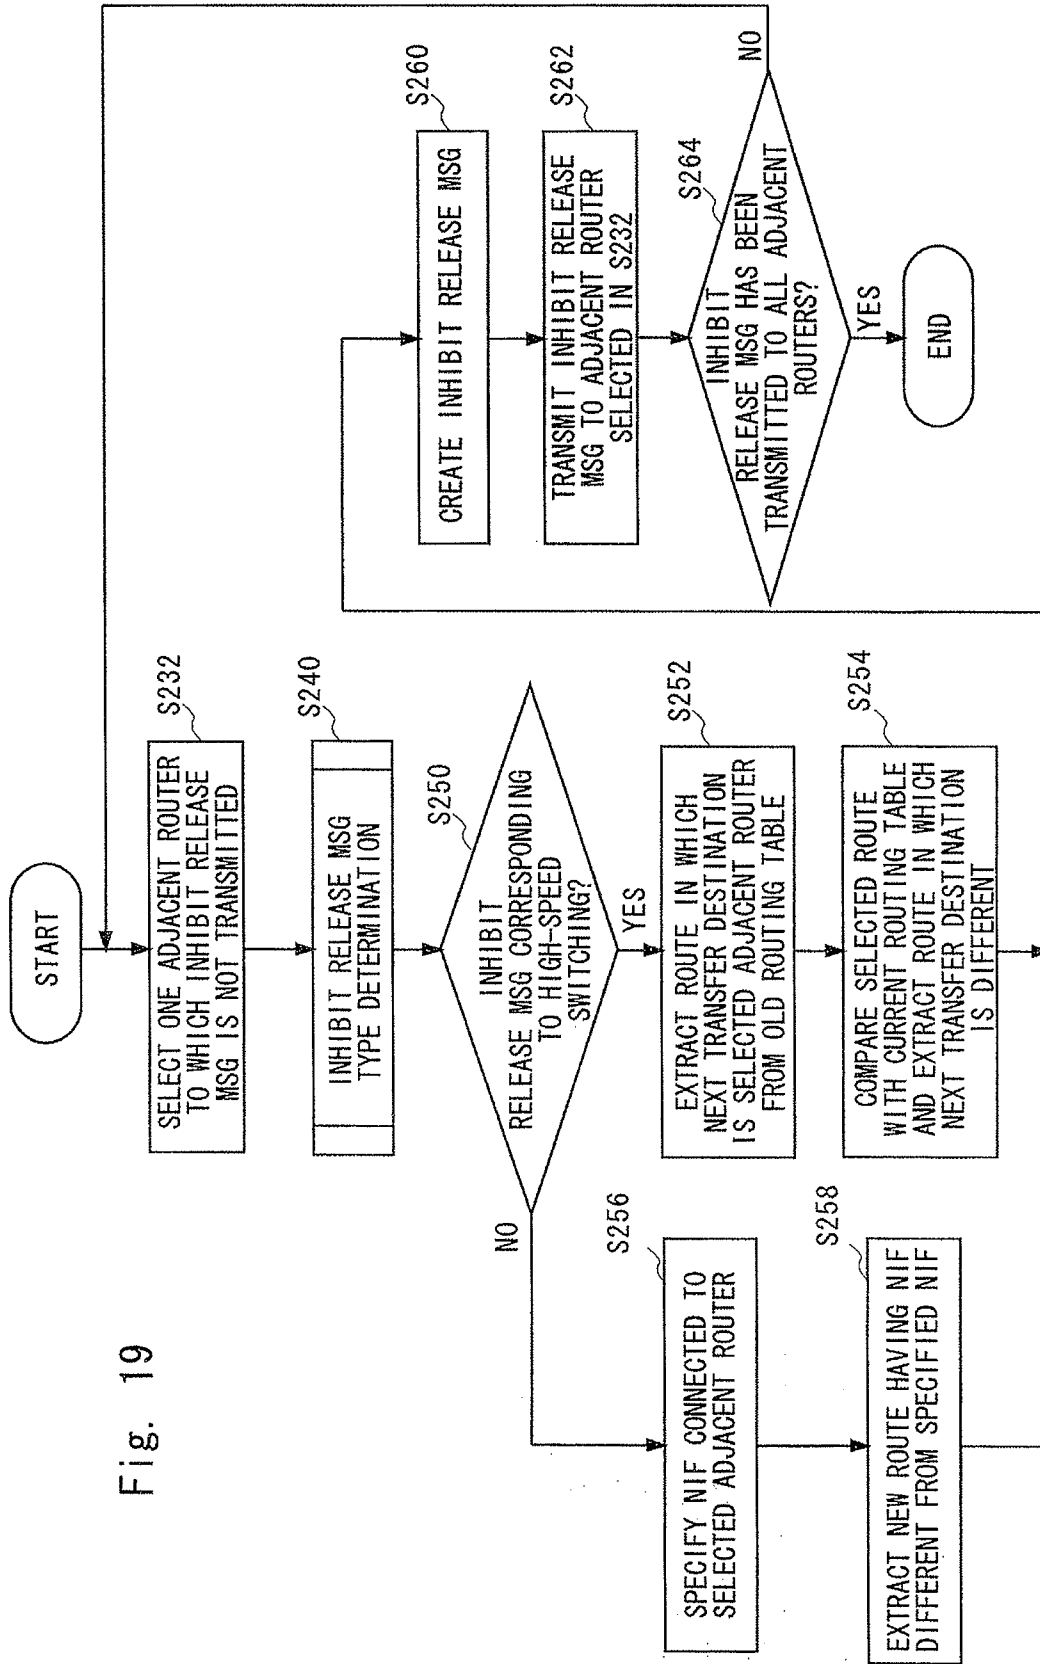 Fig. 19
START
S232
SELECT ONE ADJACENT ROUTER
TO WHICH INHIBIT RELEASE
MSG IS NOT TRANSMITTED
S240
INHIBIT RELEASE MSG
TYPE DETERMINATION
S250
INHIBIT
RELEASE MSG CORRESPONDING
TO HIGH-SPEED
SWITCHING?
NO
YES
S256
SPECIFY NIF CONNECTED TO
SELECTED ADJACENT ROUTER
S258
EXTRACT NEW ROUTE HAVING NIF
DIFFERENT FROM SPECIFIED NIF
S252
EXTRACT ROUTE IN WHICH
NEXT TRANSFER DESTINATION
IS SELECTED ADJACENT ROUTER
FROM OLD ROUTING TABLE
S254
COMPARE SELECTED ROUTE
WITH CURRENT ROUTING TABLE
AND EXTRACT ROUTE IN WHICH
NEXT TRANSFER DESTINATION
IS DIFFERENT
S260
CREATE INHIBIT RELEASE MSG
S262
TRANSMIT INHIBIT RELEASE
MSG TO ADJACENT ROUTER
SELECTED IN S232
S264
INHIBIT
RELEASE MSG HAS BEEN
TRANSMITTED TO ALL ADJACENT
ROUTERS?
NO
YES
END